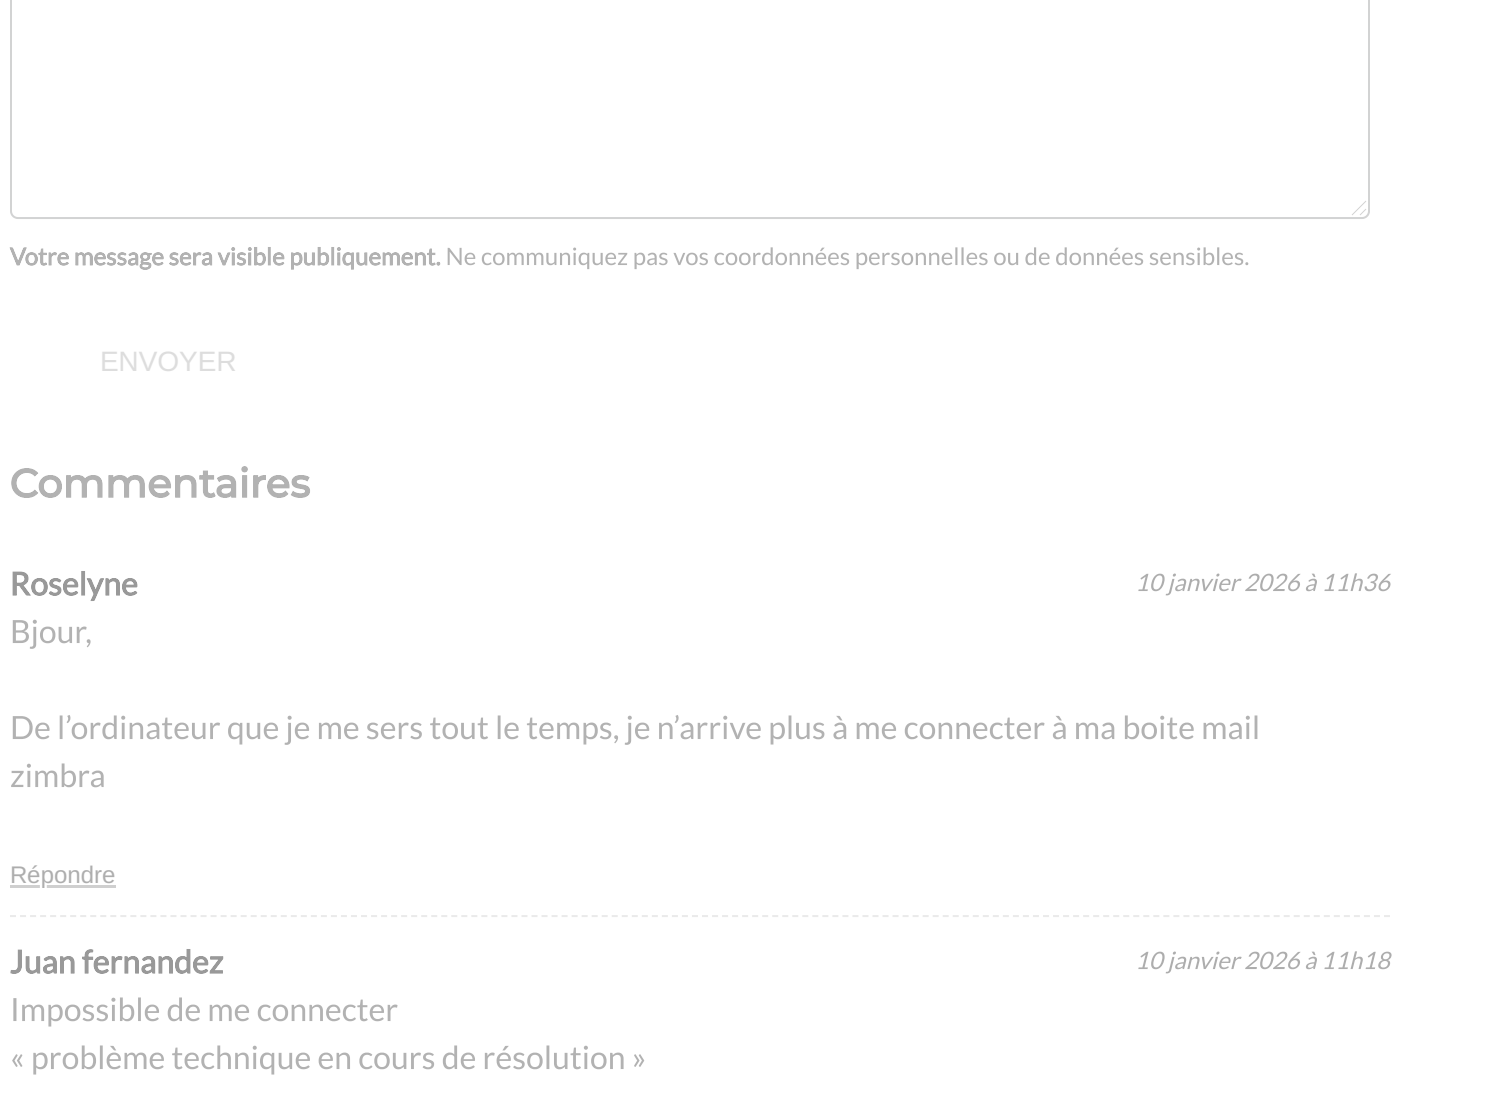 Votre message sera visible publiquement. Ne communiquez pas vos coordonnées personnelles ou de données sensibles.
ENVOYER
Commentaires
Roselyne
10 janvier 2026 à 11h36
Bjour,
De l’ordinateur que je me sers tout le temps, je n’arrive plus à me connecter à ma boite mail
zimbra
Répondre
Juan fernandez
10 janvier 2026 à 11h18
Impossible de me connecter
« problème technique en cours de résolution »